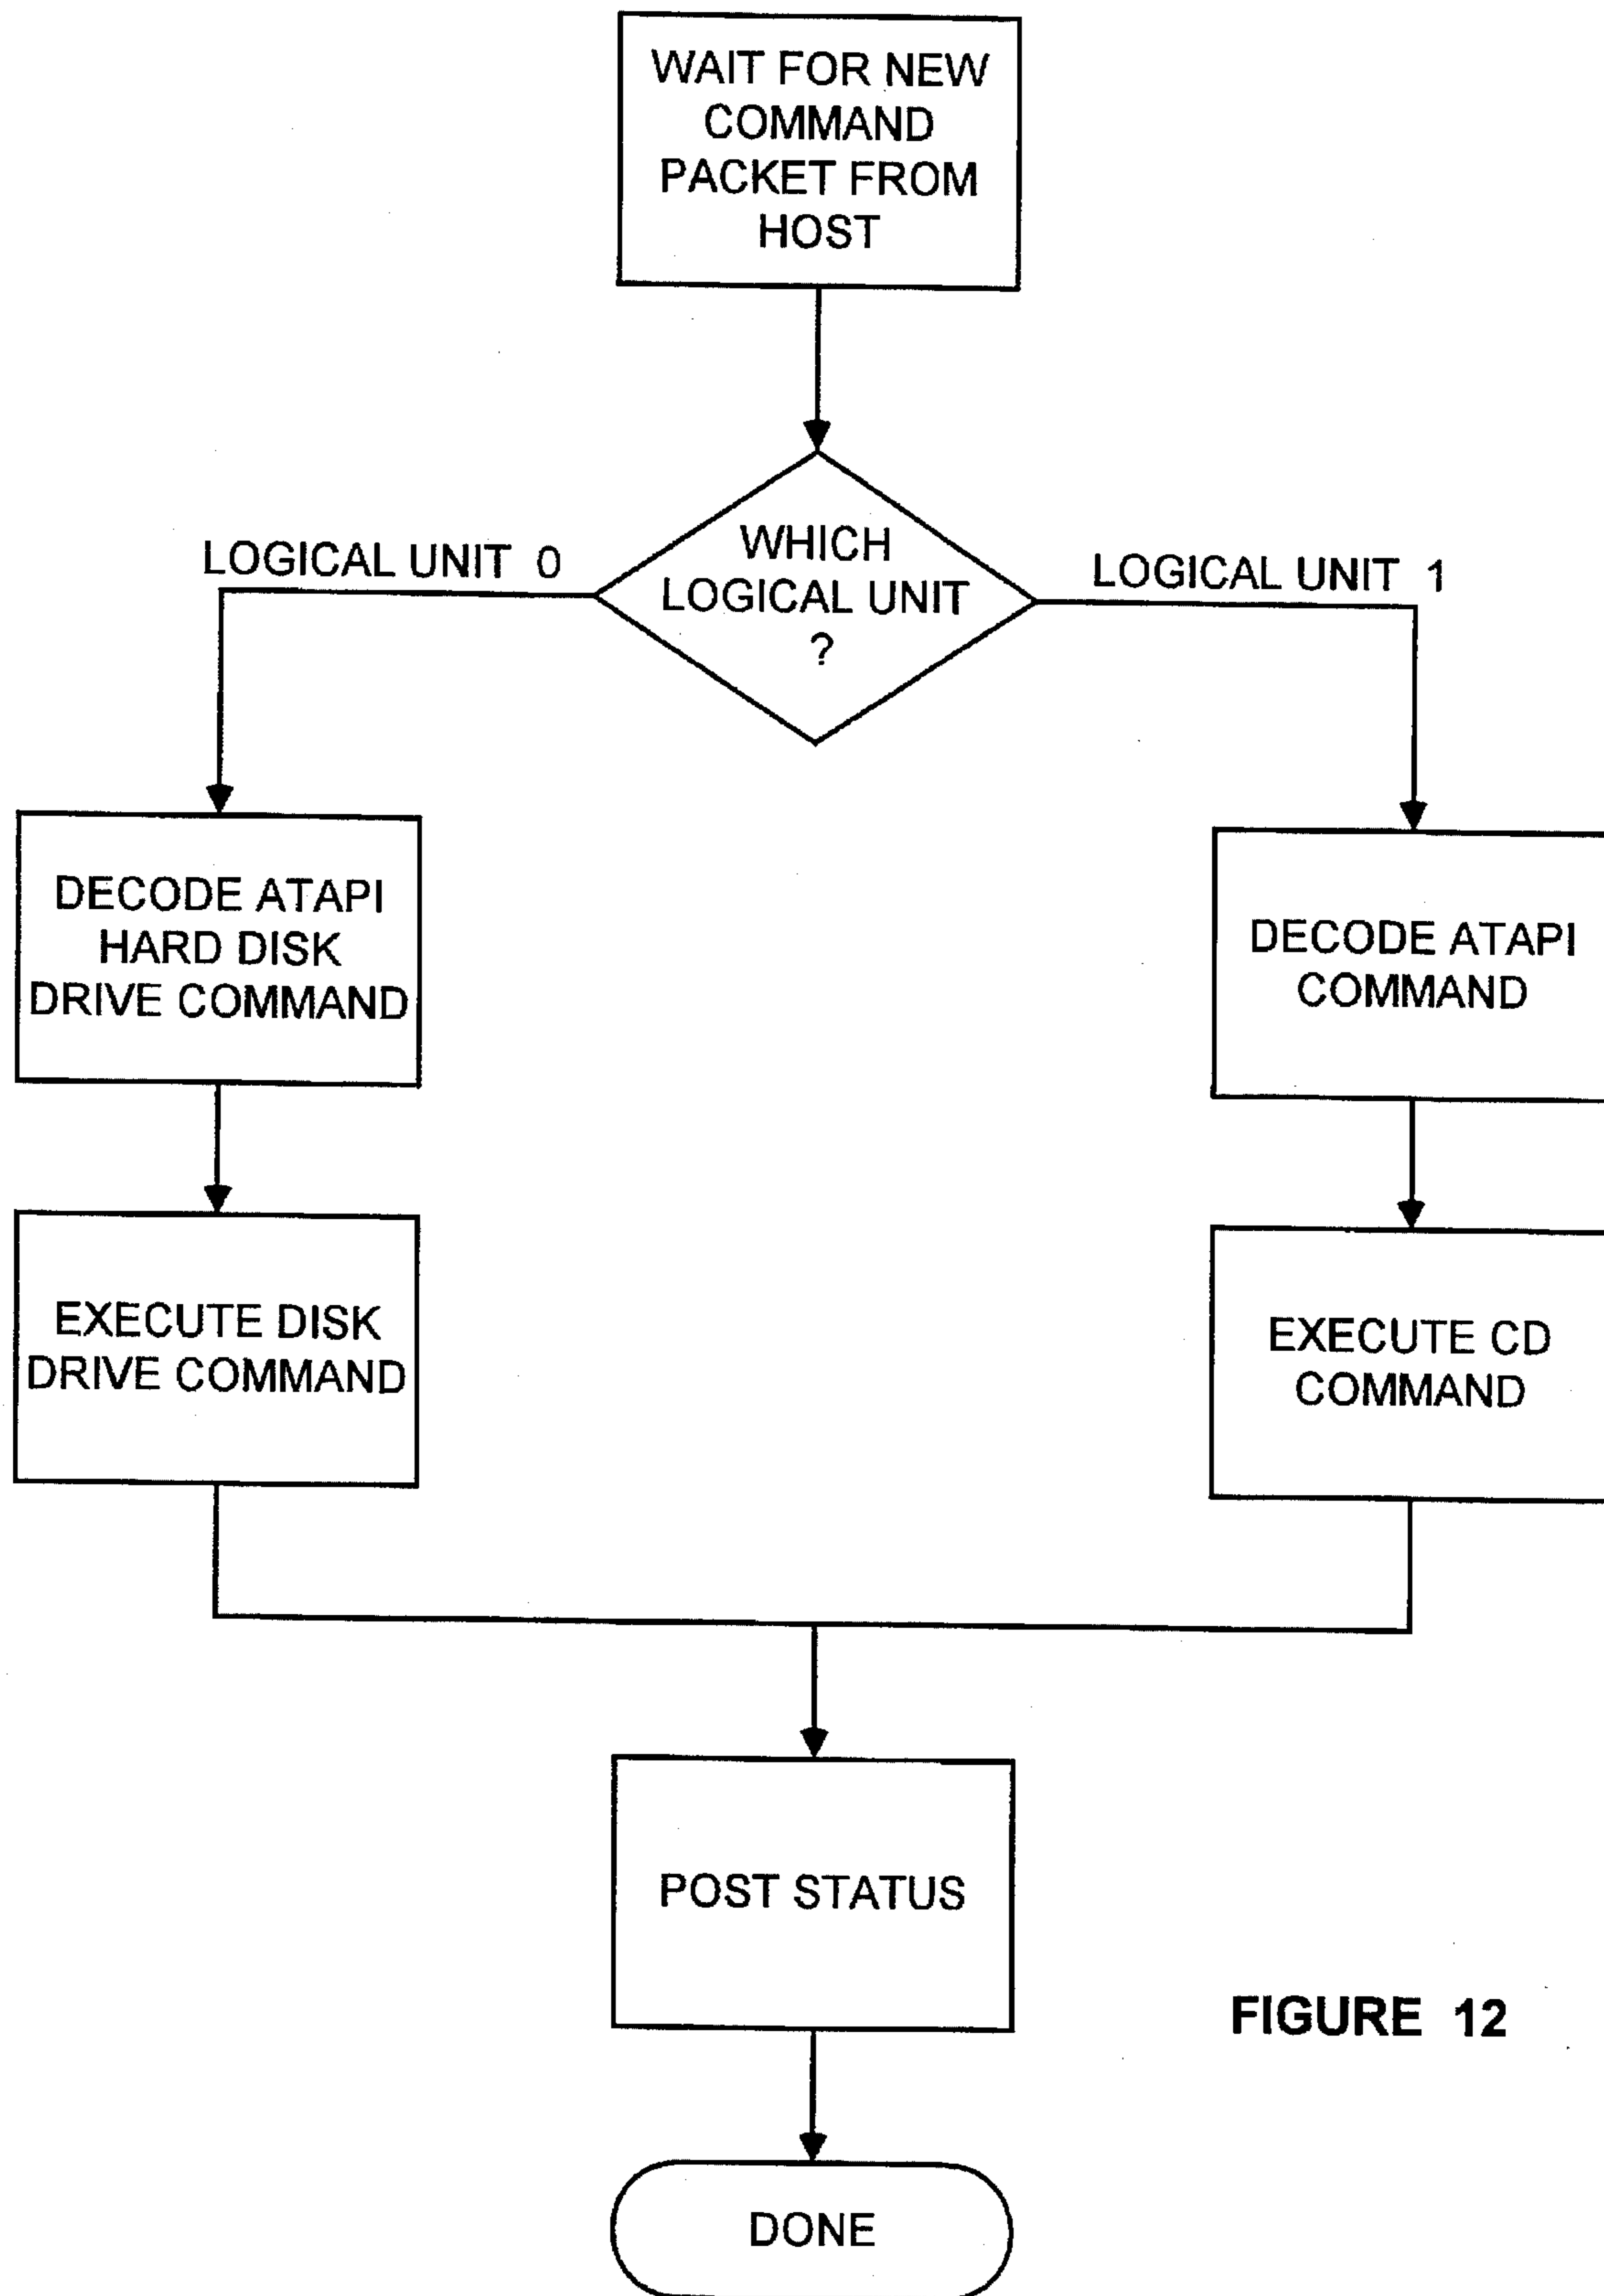 WAIT FOR NEW
COMMAND
PACKET FROM
HOST
WHICH
LOGICAL UNIT
?
LOGICAL UNIT 0
LOGICAL UNIT 1
DECODE ATAPI
HARD DISK
DRIVE COMMAND
DECODE ATAPI
COMMAND
EXECUTE DISK
DRIVE COMMAND
EXECUTE CD
COMMAND
POST STATUS
FIGURE 12
DONE